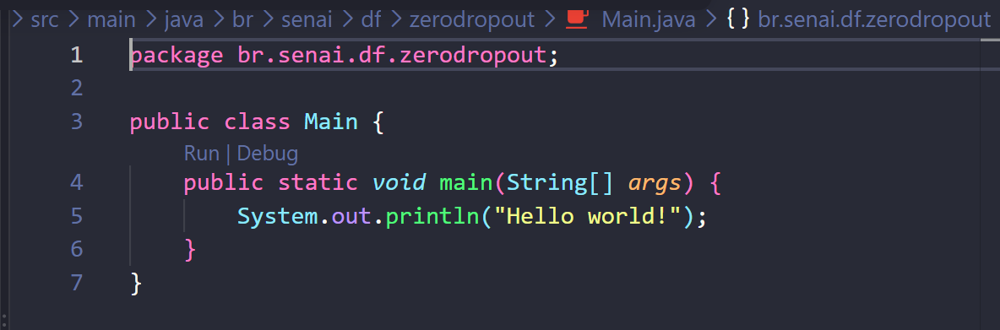 > src > main > java > br > senai > df > zerodropout > Main.java > {} br.senai.df.zerodropout
1 package br.senai.df.zerodropout;
2
3 public class Main {
Run | Debug
4 public static void main(String[] args) {
5 System.out.println("Hello world!");
6 }
7 }